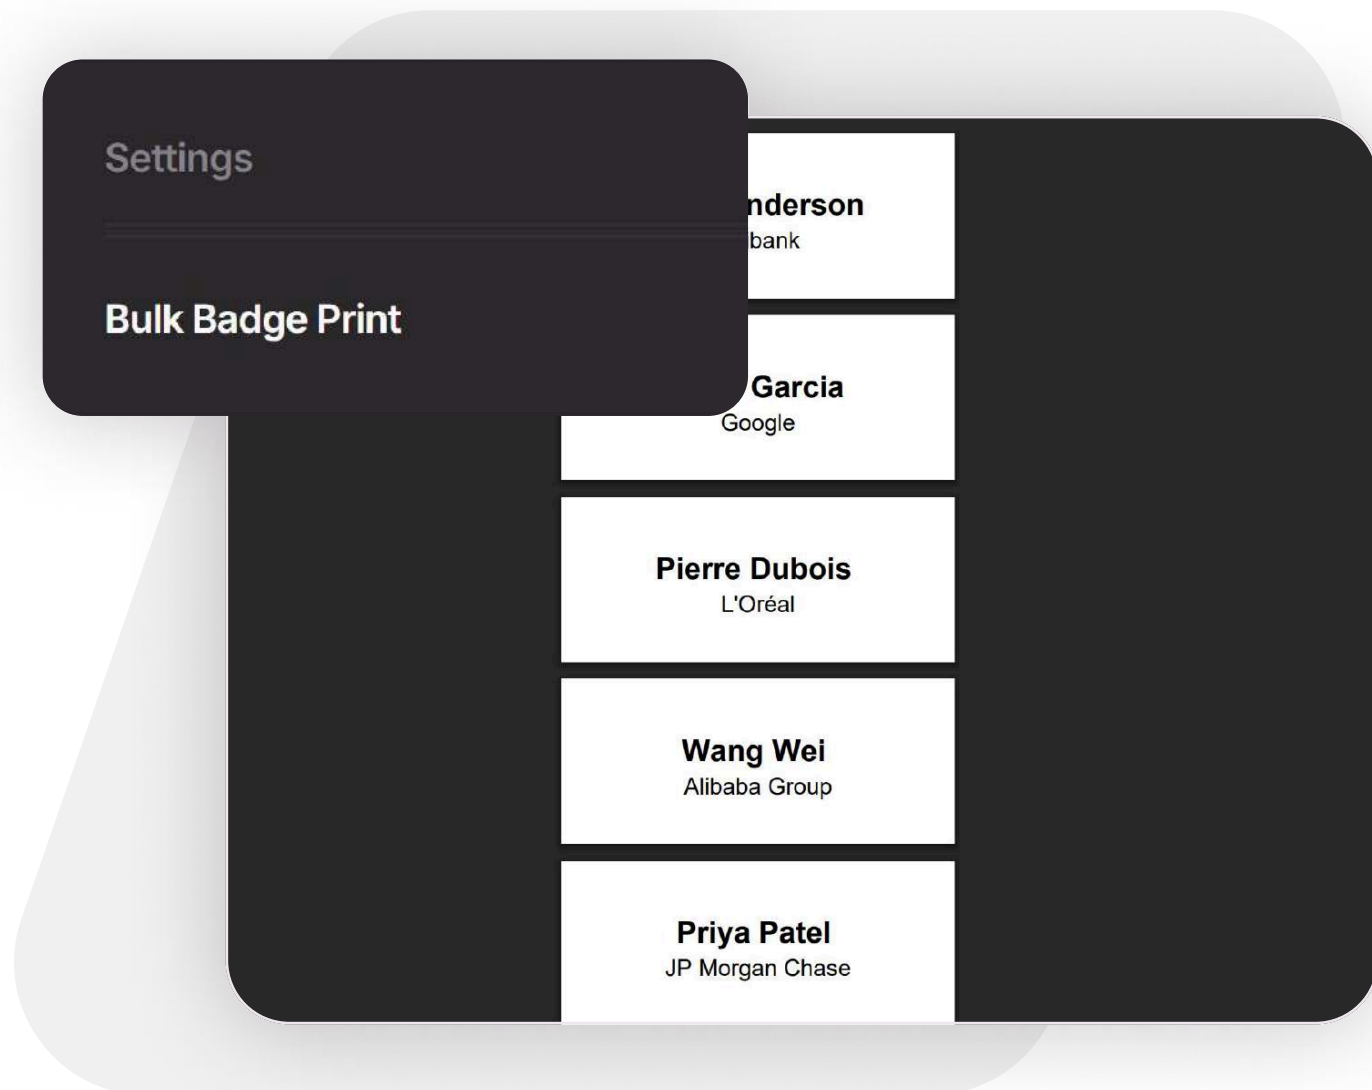 Settings
Bulk Badge Print
nderson
bank
Garcia
Google
Pierre Dubois
L'Oréal
Wang Wei
Alibaba Group
Priya Patel
JP Morgan Chase